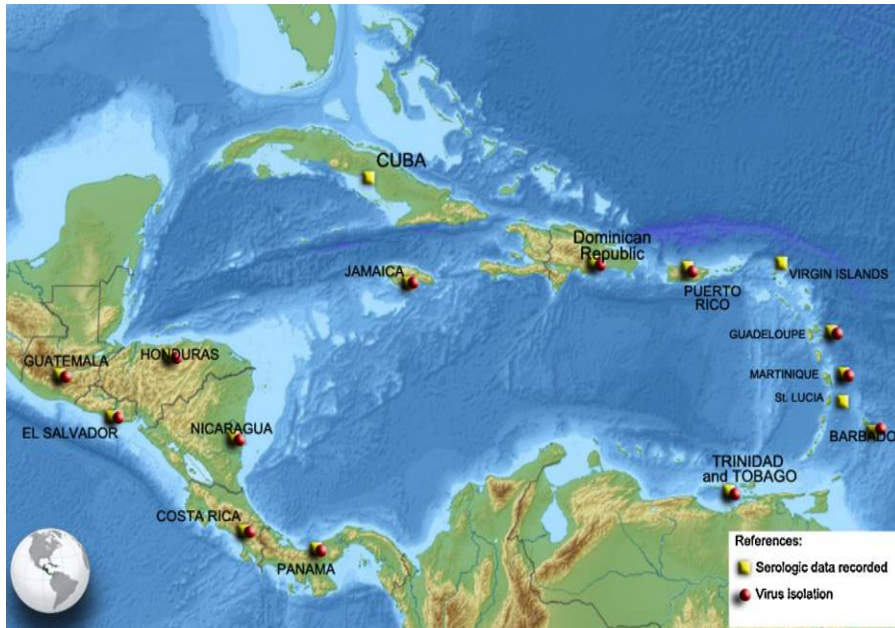 CUBA
Dominican
Republic
JAMAICA
VIRGIN ISLANDS
PUERTO
RICO
GUADELOUPE
HONDURAS
GUATEMALA
MARTINIQUE
St. LUCIA
EL SALVADOR
NICARAGUA
BARBADO
TRINIDAD
and TOBAGO
COSTA RICA
PANAMA
References:
Serologic data recorded
Virus isolation